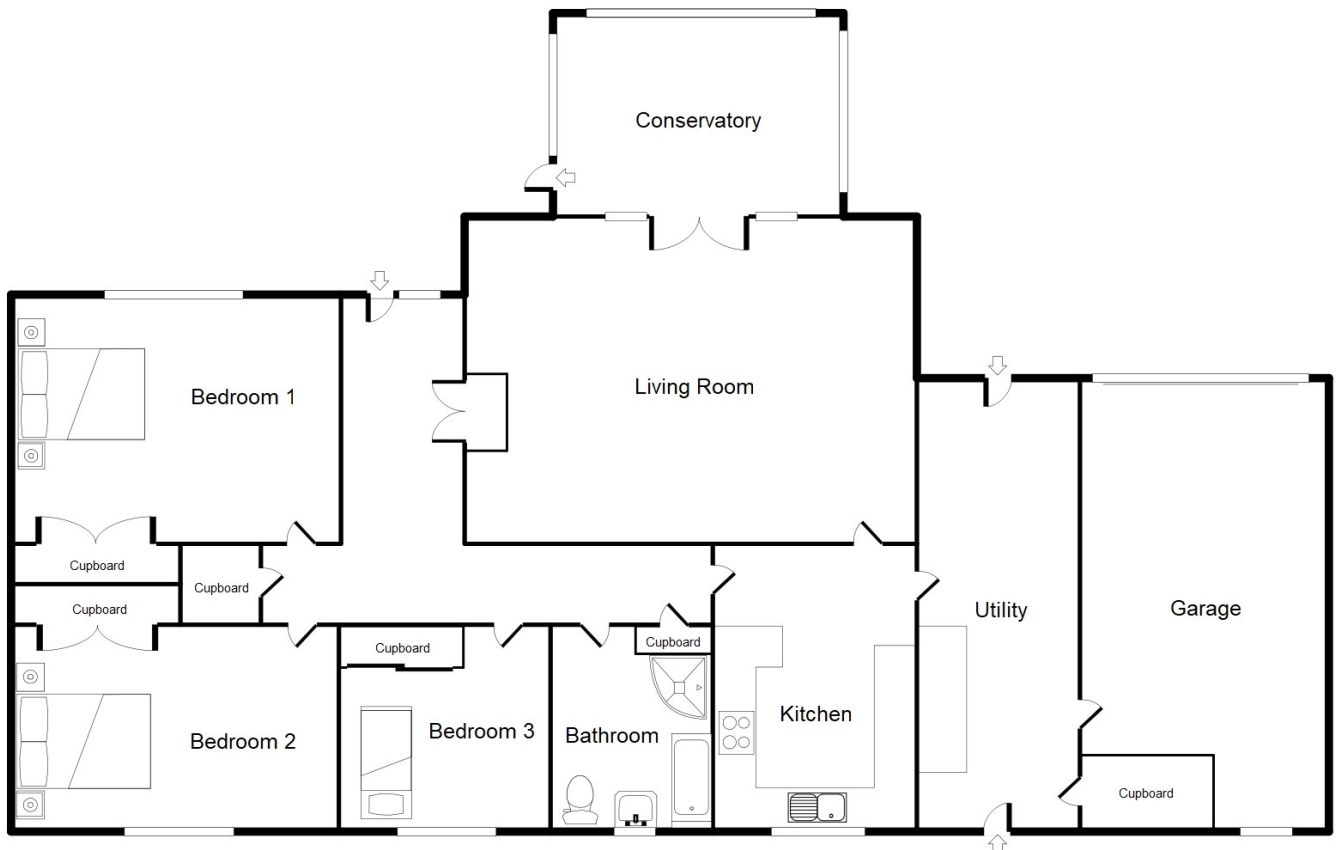 Conservatory
Living Room
Bedroom 1
Cupboard
Cupboard
Cupboard
Utility
Garage
Cupboard
Cupboard
Kitchen
Bedroom 3
Bathroom
Bedroom 2
Cupboard